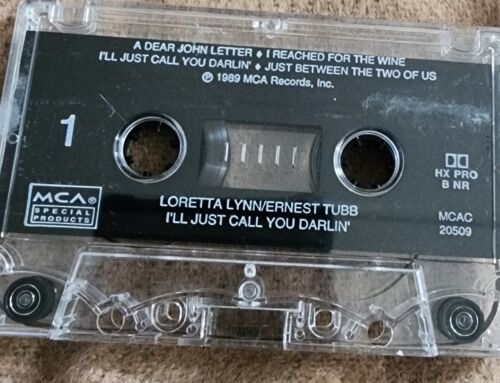 A DEAR JOHN LETTER ♦ I REACHED FOR THE WINE
I'LL JUST CALL YOU DARLIN' ♦ JUST BETWEEN THE TWO OF US
℗ 1989 MCA Records, Inc.
1
HX PRO
B NR
MCA®
SPECIAL
PRODUCTS
LORETTA LYNN/ERNEST TUBB
I'LL JUST CALL YOU DARLIN'
MCAC
20509